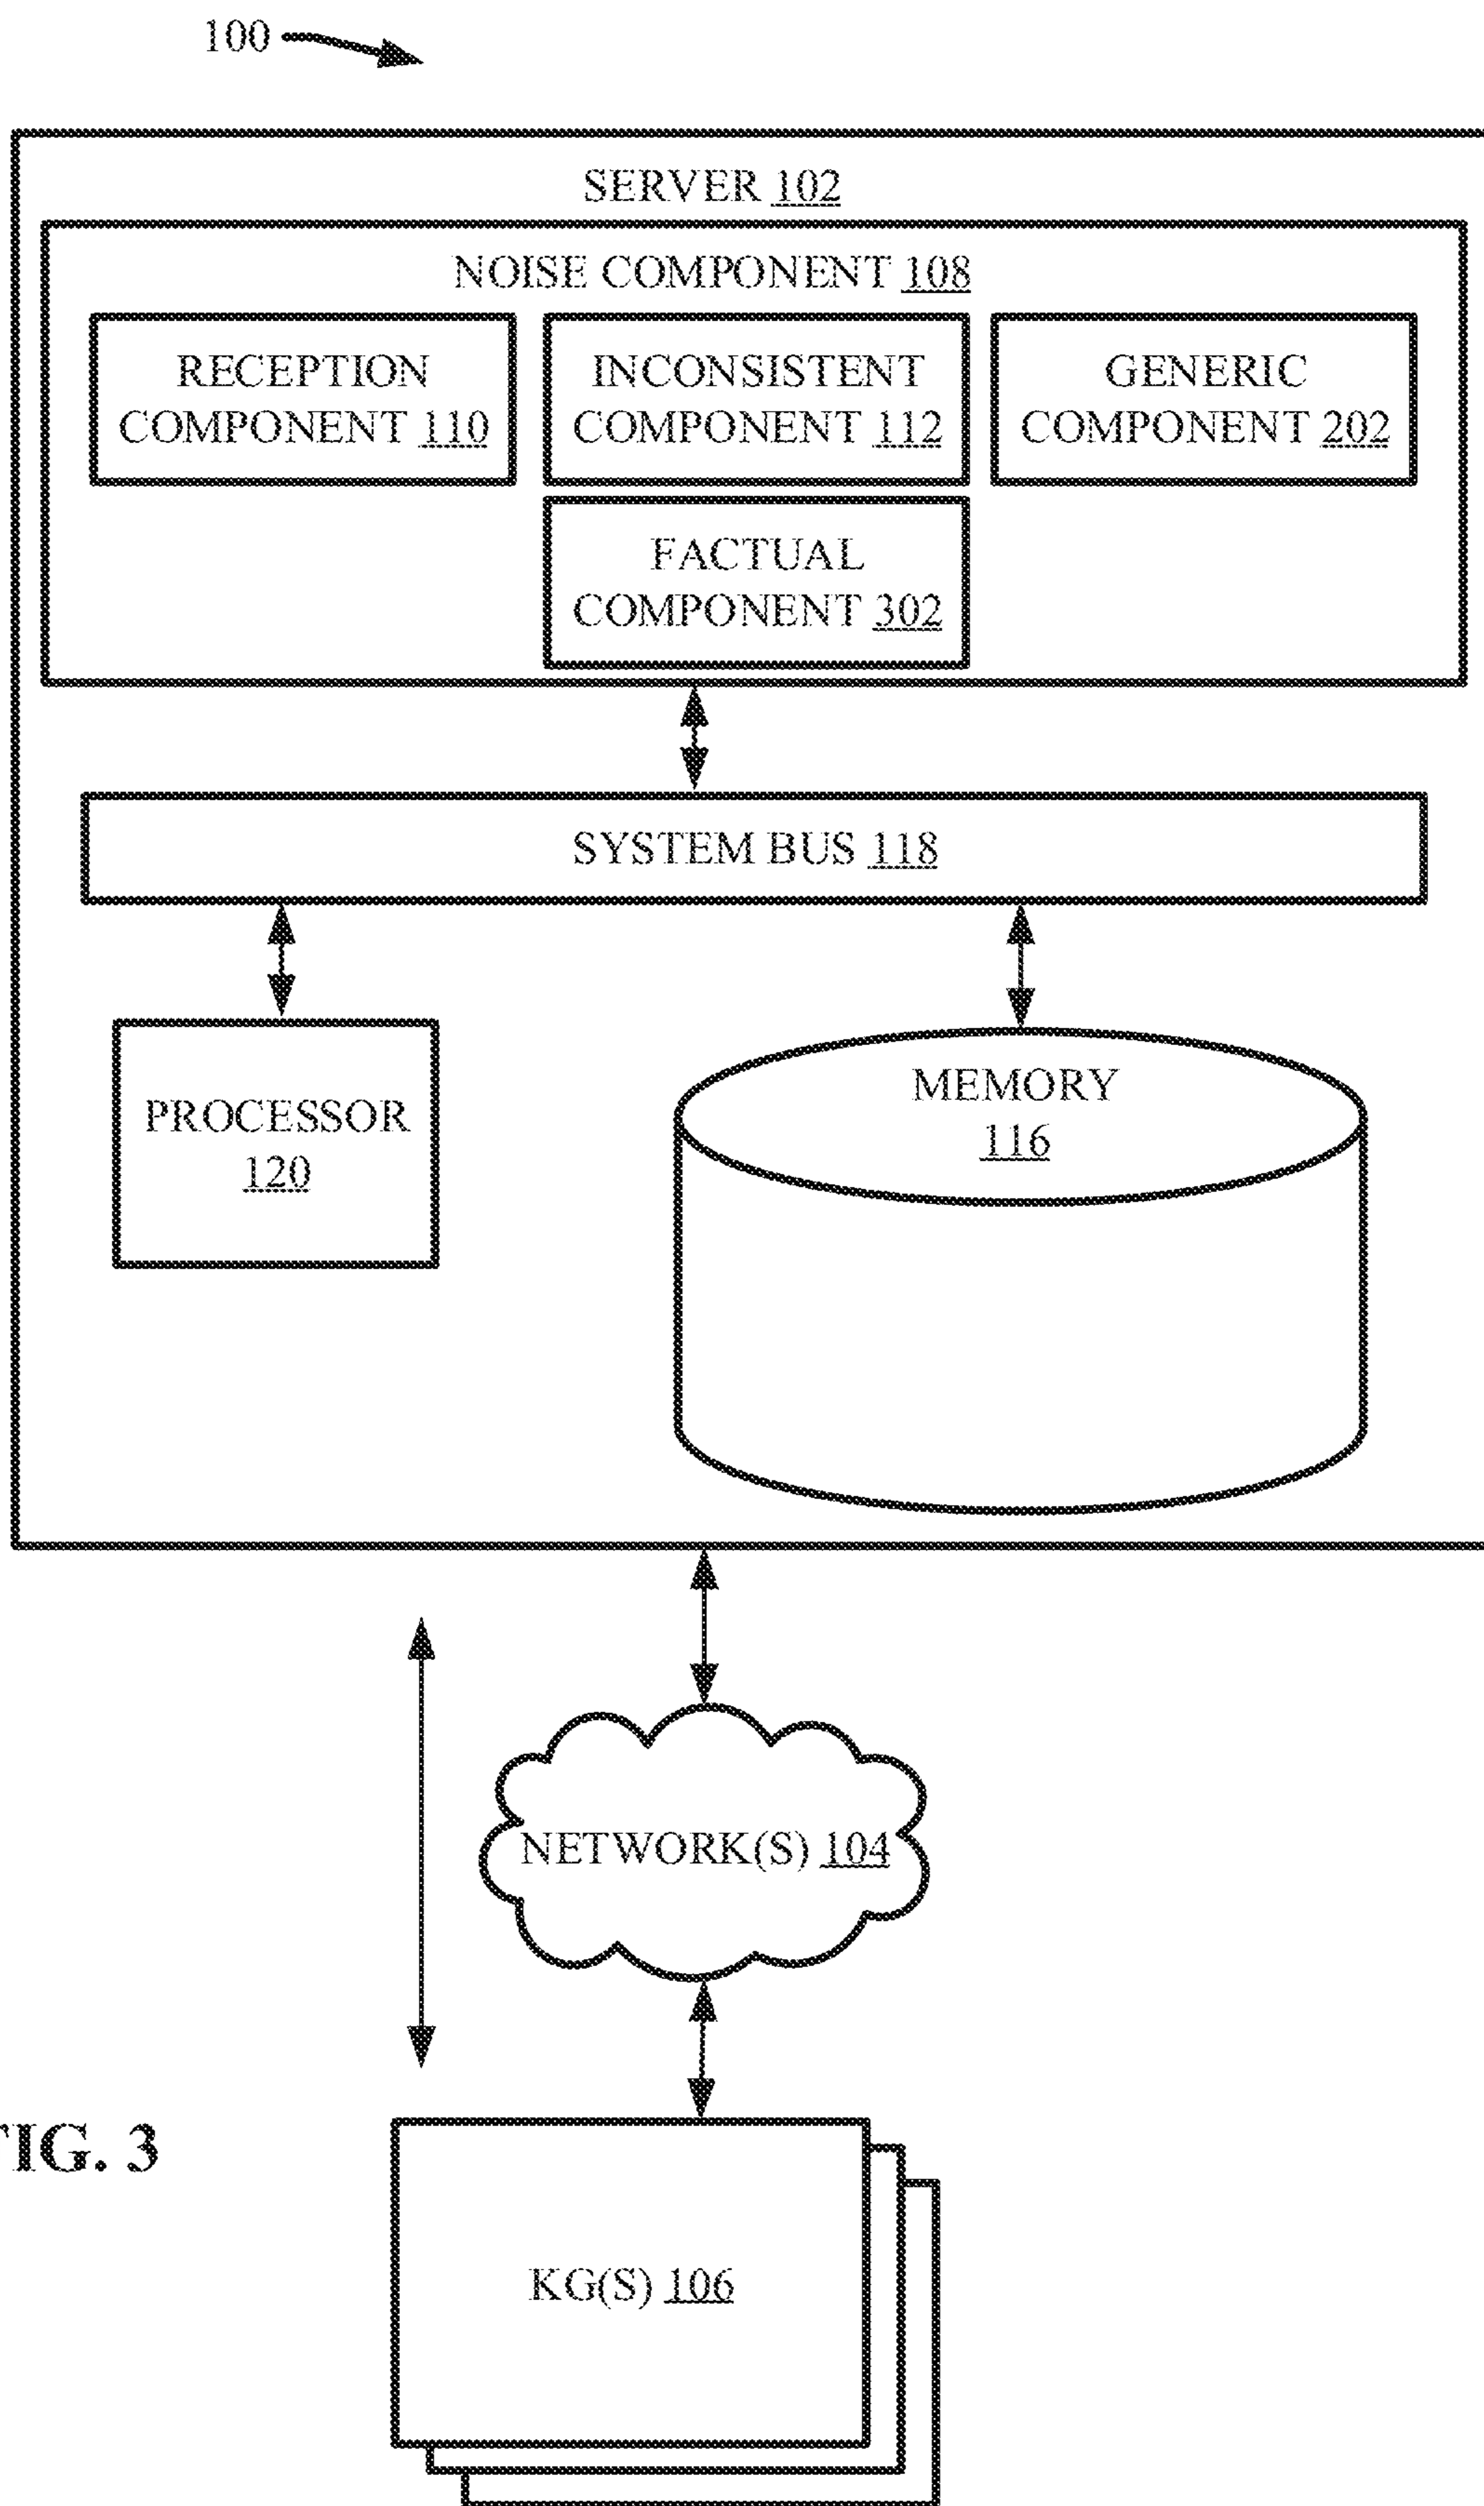 100
SERVER 102
NOISE COMPONENT 108
RECEPTION
COMPONENT 110
INCONSISTENT
COMPONENT 112
GENERIC
COMPONENT 202
FACTUAL
COMPONENT 302
SYSTEM BUS 118
PROCESSOR
120
MEMORY
116
NETWORK(S) 104
FIG. 3
KG(S) 106